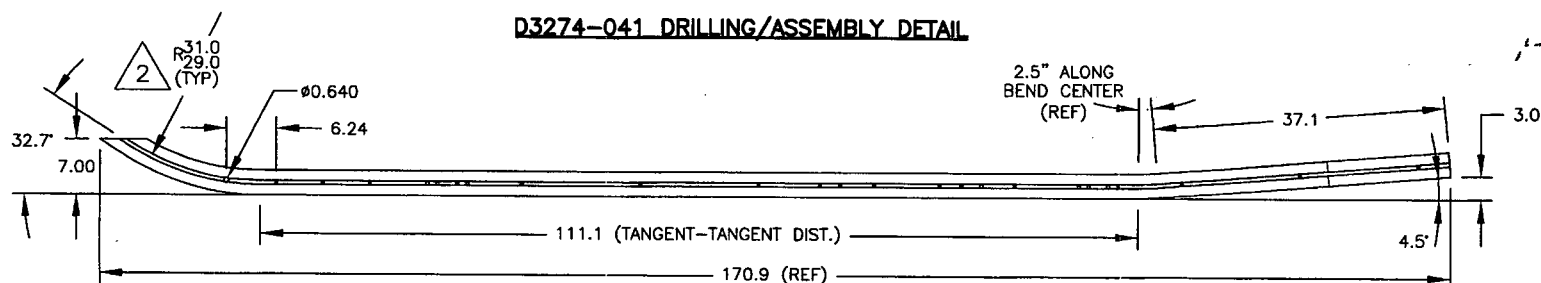 D3274-041 DRILLING/ASSEMBLY DETAIL
2
R31.0
29.0
(TYP)
Ø0.640
2.5" ALONG
BEND CENTER
(REF)
6.24
37.1
3.0
32.7°
7.00
111.1 (TANGENT-TANGENT DIST.)
4.5°
170.9 (REF)